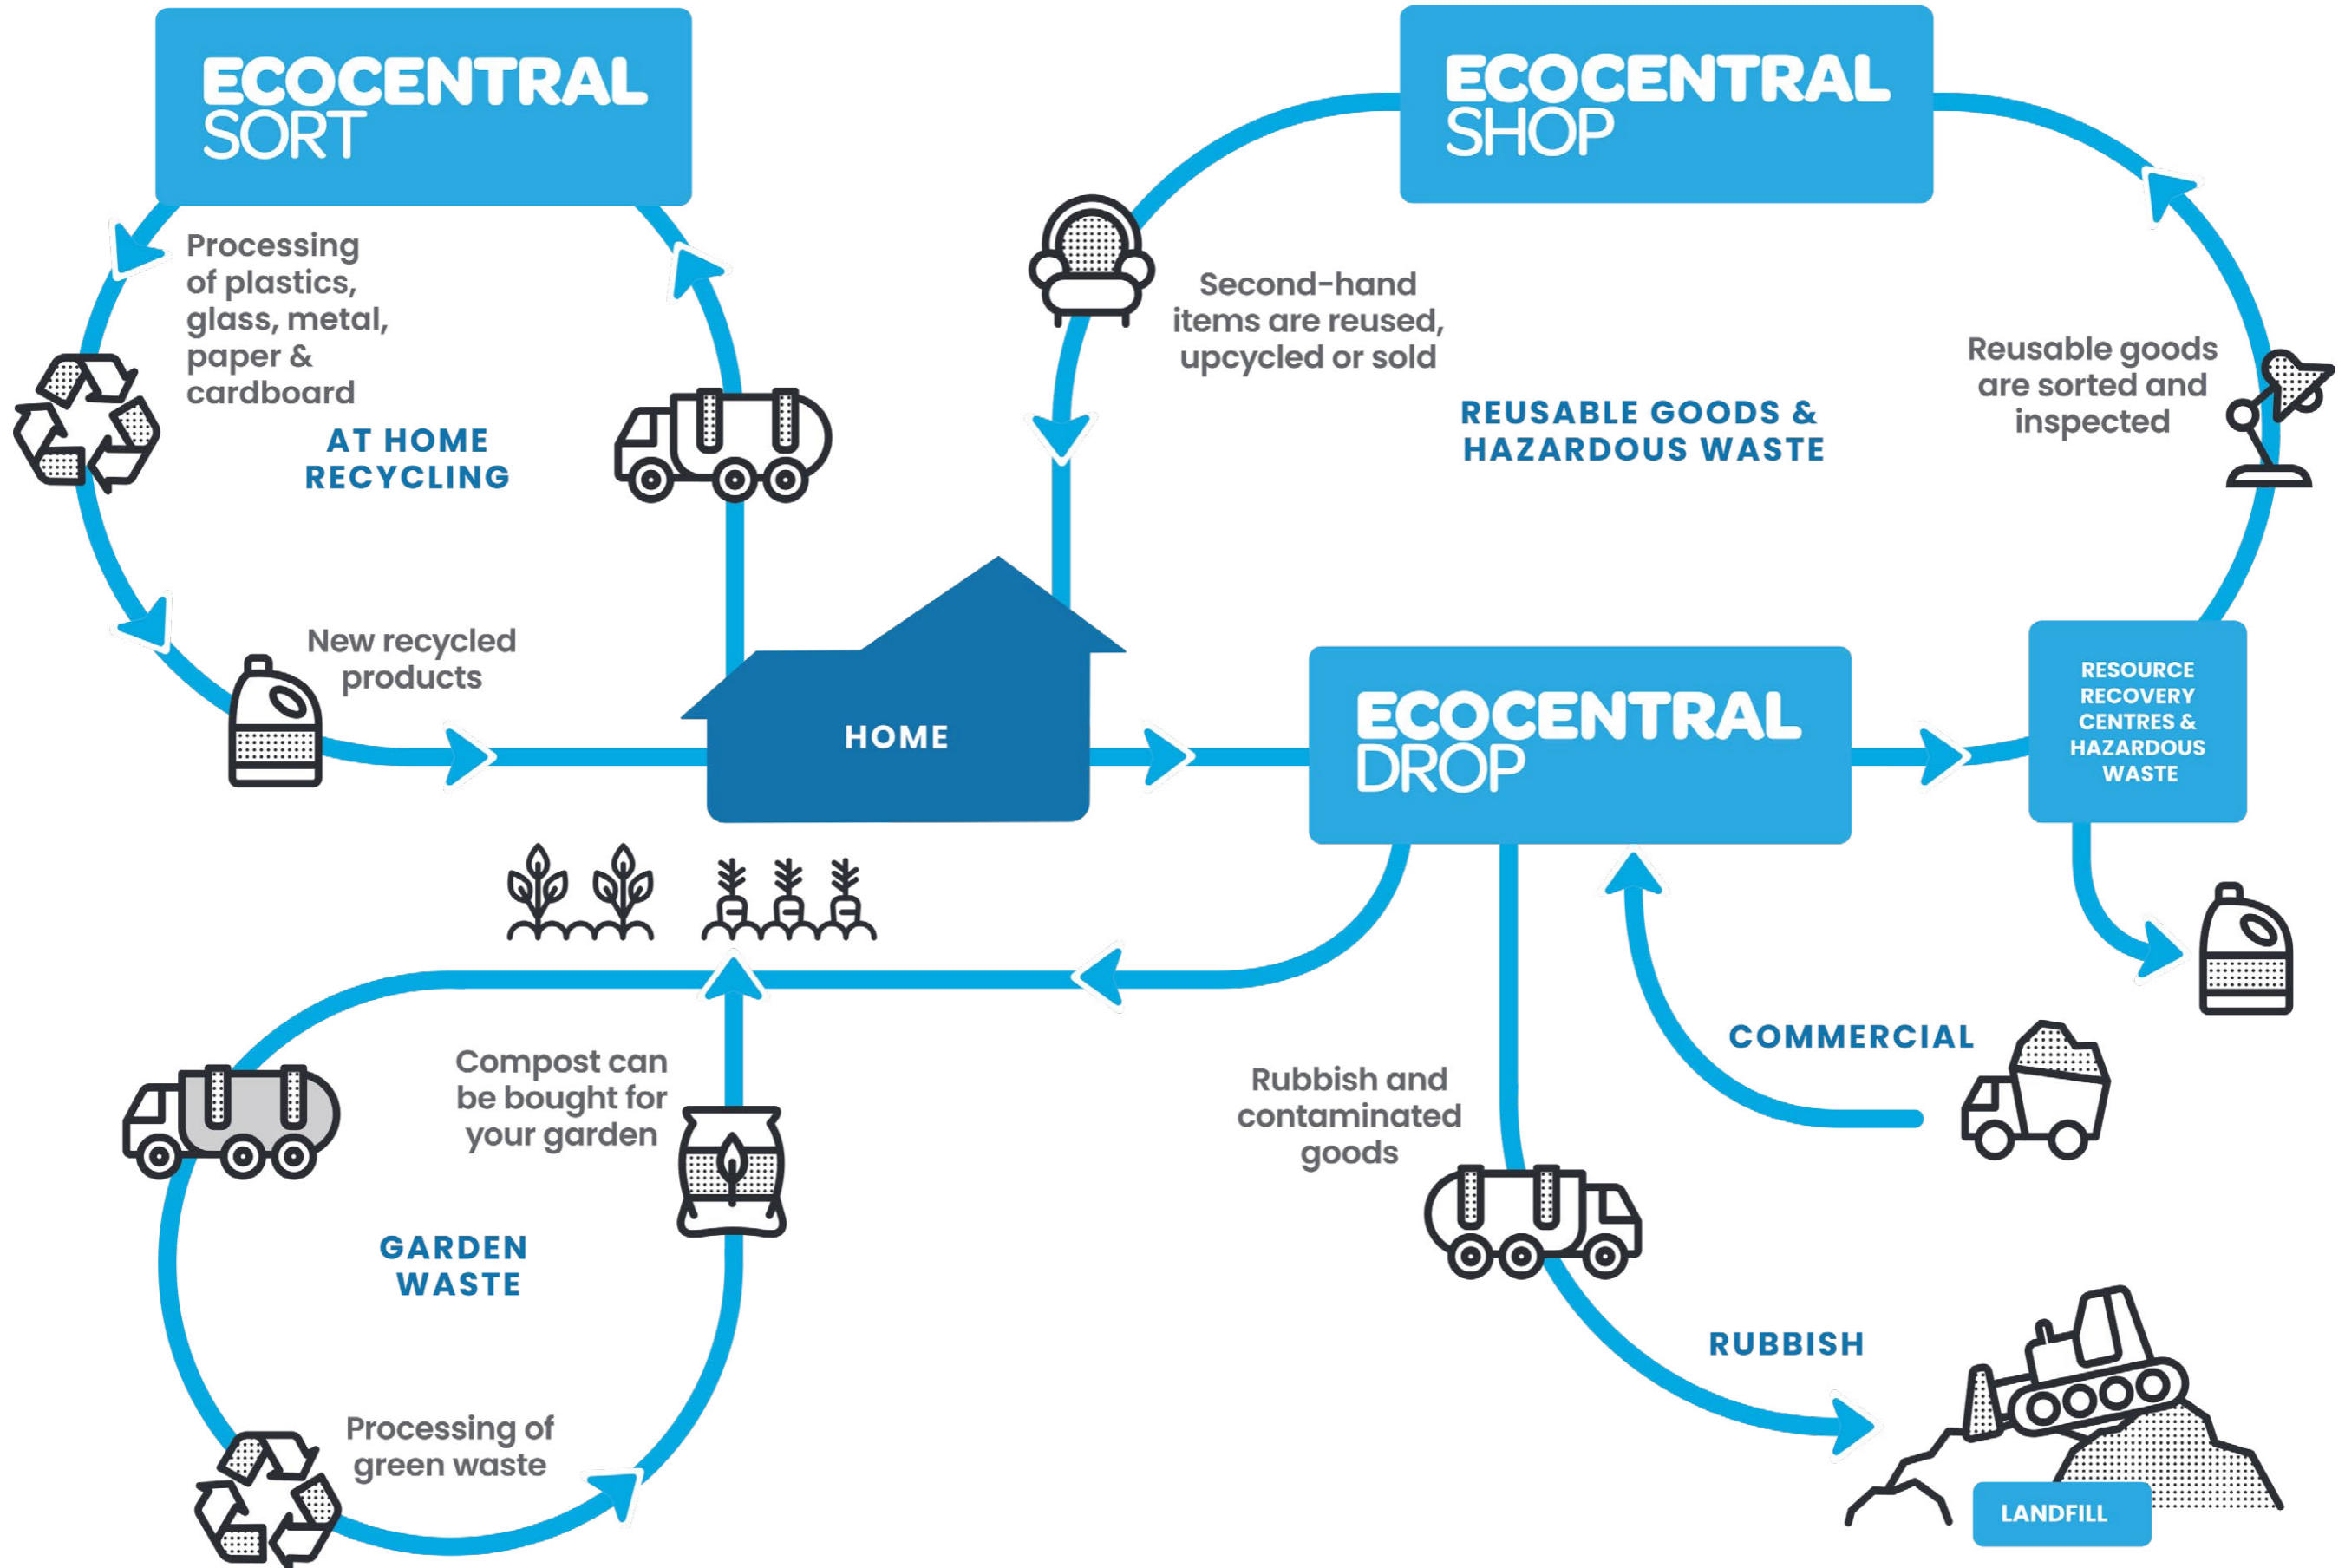 ECOCENTRAL
SORT
ECOCENTRAL
SHOP
Processing
of plastics,
glass, metal,
paper &
cardboard
AT HOME
RECYCLING
Second-hand
items are reused,
upcycled or sold
REUSABLE GOODS &
HAZARDOUS WASTE
Reusable goods
are sorted and
inspected
New recycled
products
HOME
ECOCENTRAL
DROP
RESOURCE
RECOVERY
CENTRES &
HAZARDOUS
WASTE
Compost can
be bought for
your garden
GARDEN
WASTE
Processing of
green waste
Rubbish and
contaminated
goods
COMMERCIAL
RUBBISH
LANDFILL